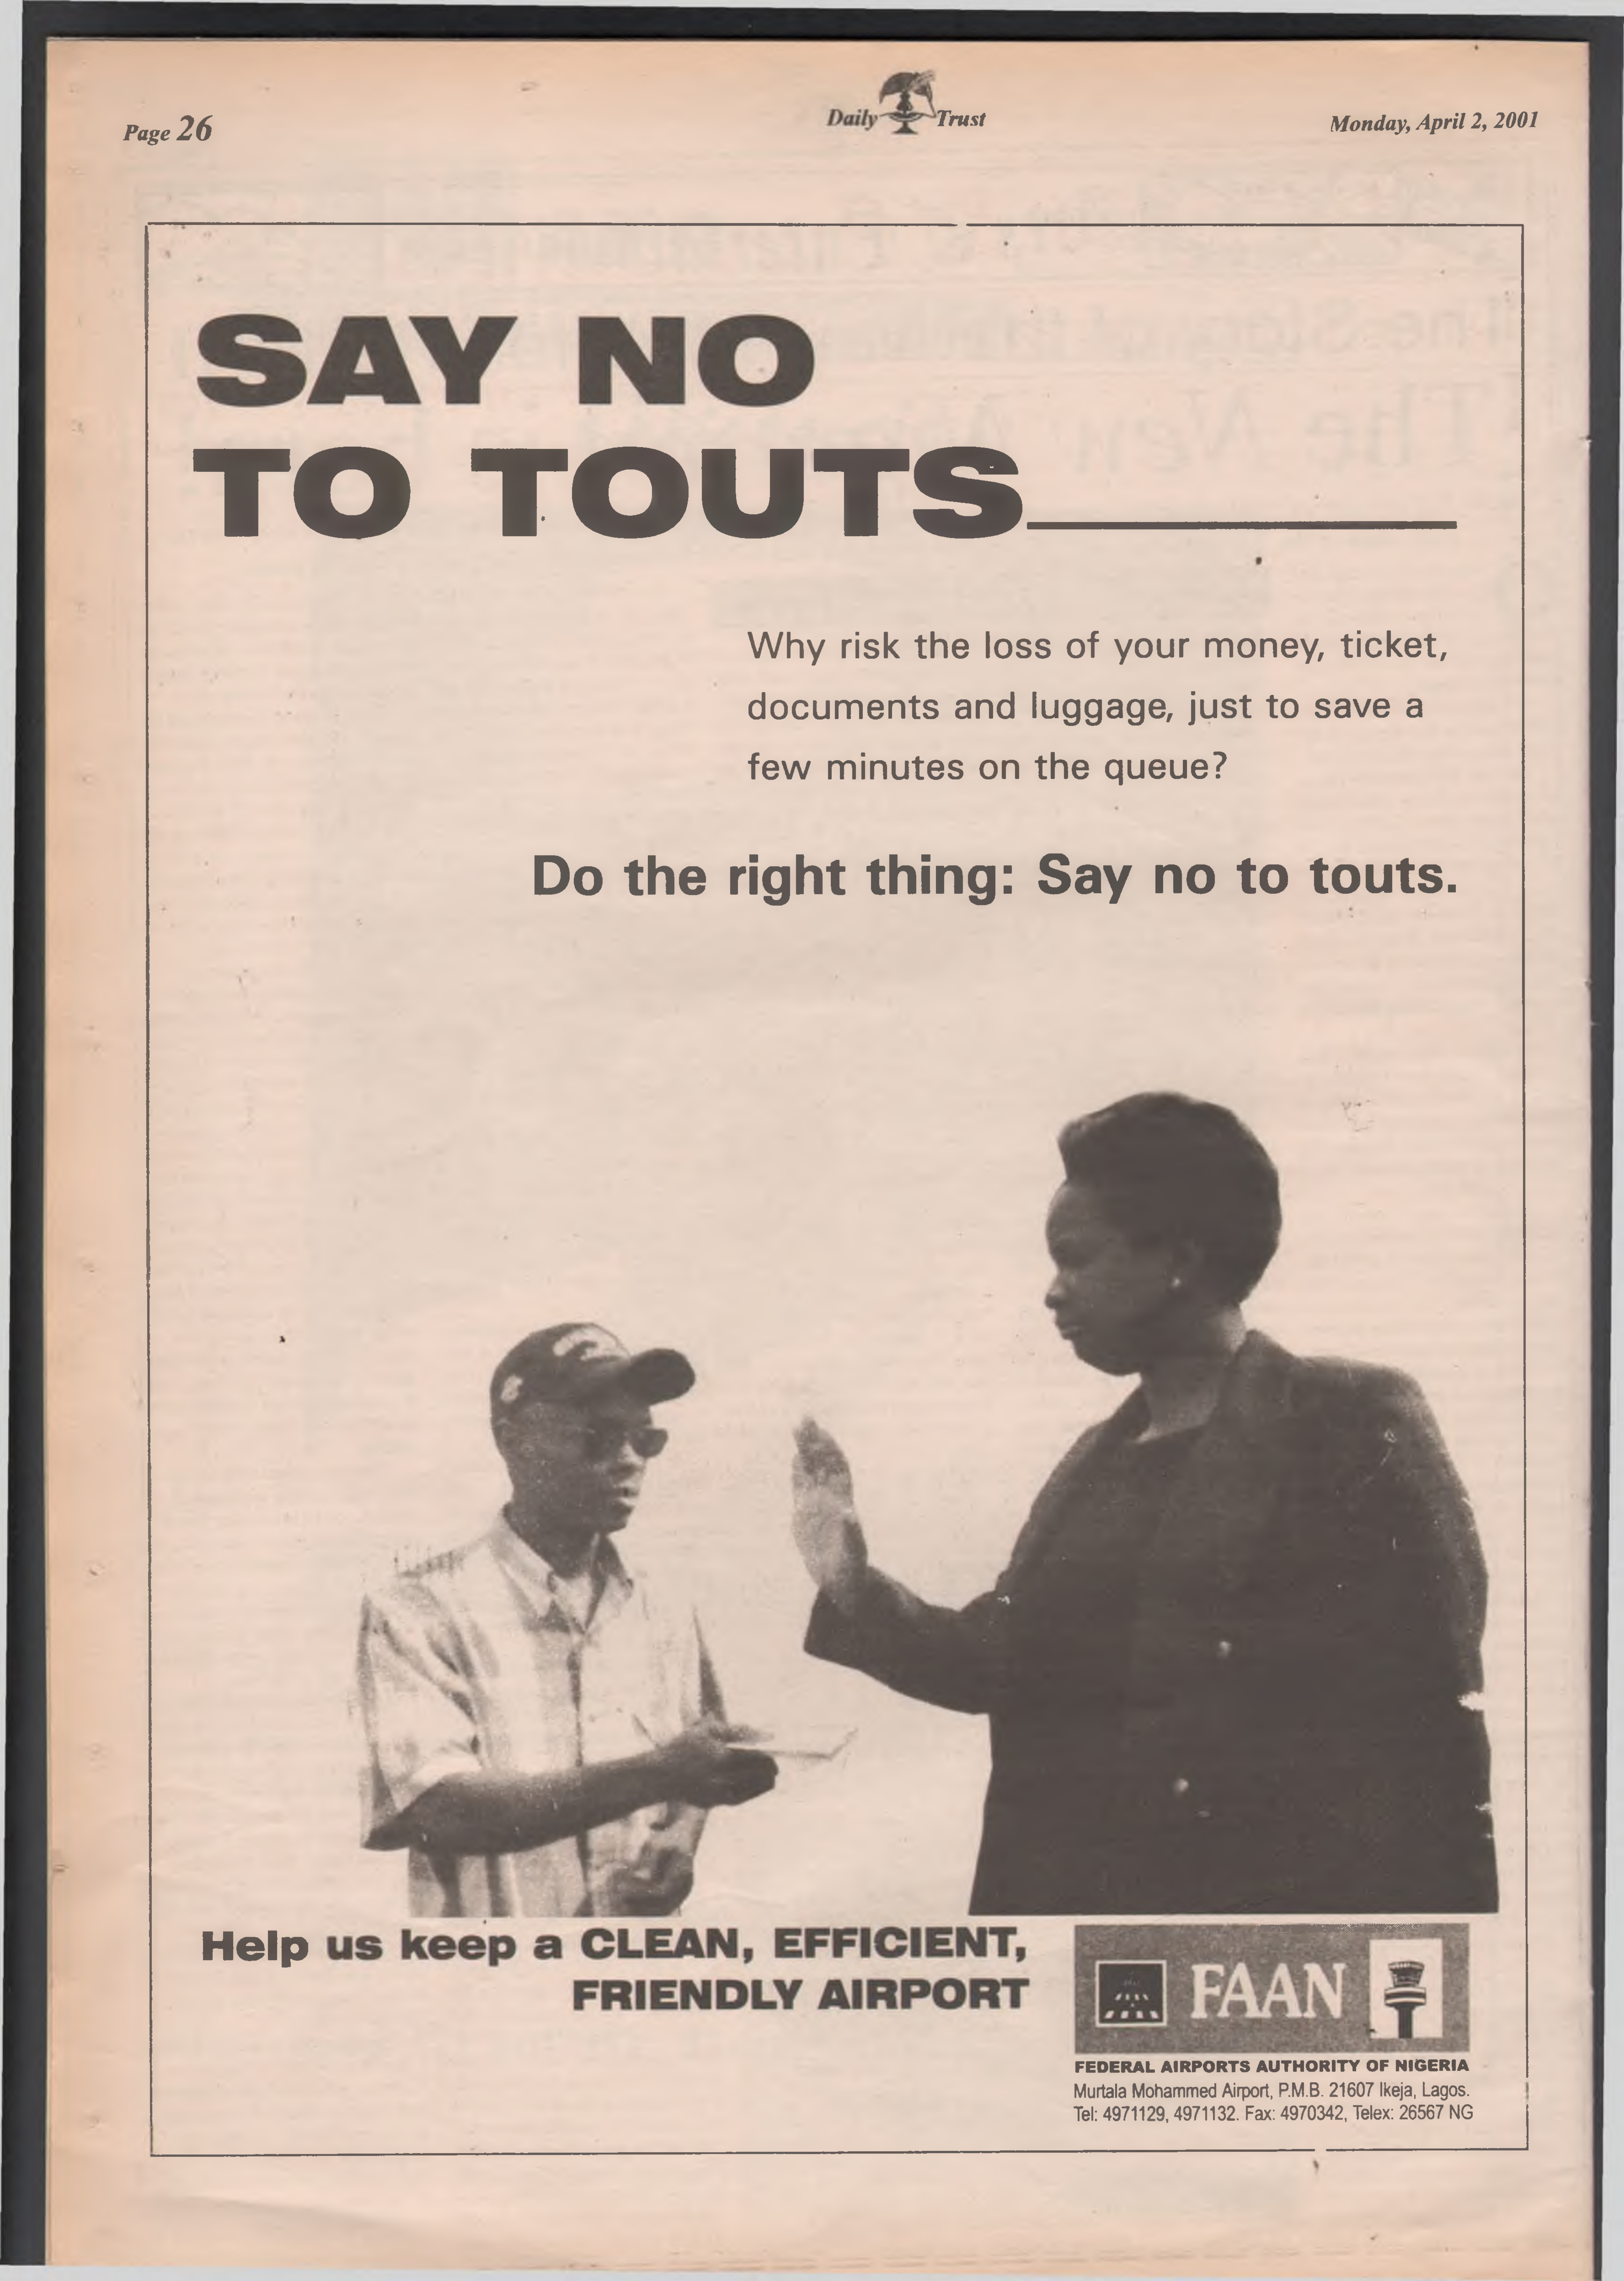 Page 26
Daily Trust
Monday, April 2, 2001
SAY NO
TO TOUTS
Why risk the loss of your money, ticket,
documents and luggage, just to save a
few minutes on the queue?
Do the right thing: Say no to touts.
Help us keep a CLEAN, EFFICIENT,
FRIENDLY AIRPORT
FAAN
FEDERAL AIRPORTS AUTHORITY OF NIGERIA
Murtala Mohammed Airport, P.M.B. 21607 Ikeja, Lagos.
Tel: 4971129, 4971132. Fax: 4970342, Telex: 26567 NG